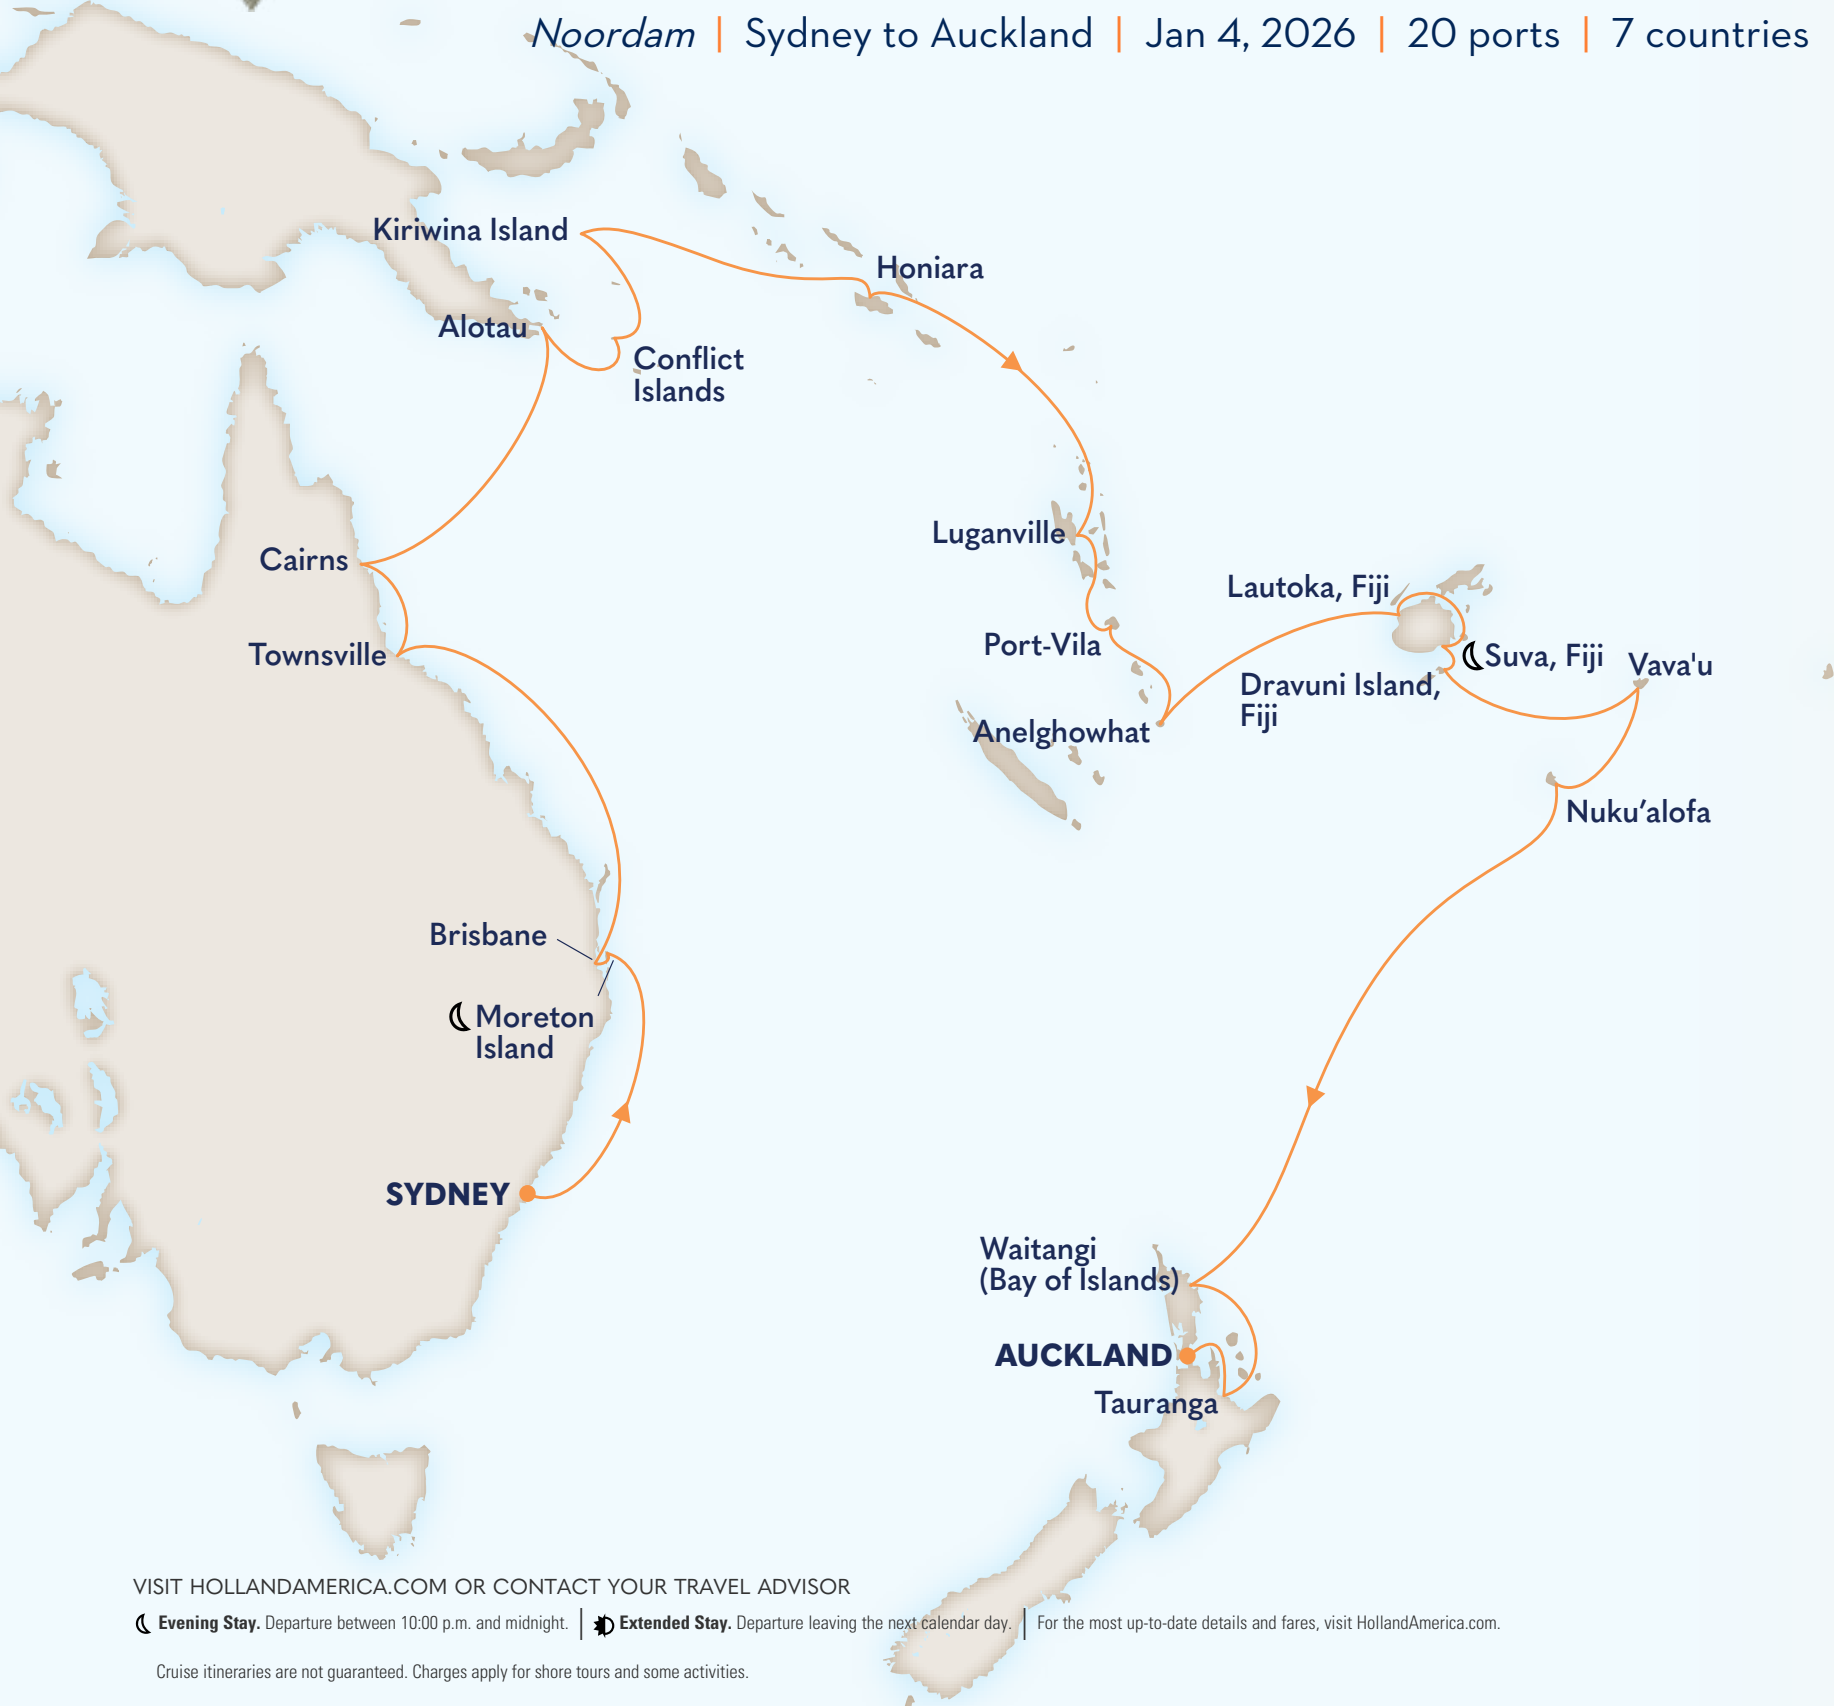 Noordam | Sydney to Auckland | Jan 4, 2026 | 20 ports | 7 countries
Kiriwina Island
Honiara
Alotau
Conflict
Islands
Luganville
Cairns
Lautoka, Fiji
Port-Vila
Townsville
Suva, Fiji
Vava'u
Dravuni Island,
Fiji
Anelghowhat
Nuku’alofa
Brisbane
Moreton
Island
SYDNEY
Waitangi
(Bay of Islands)
AUCKLAND
Tauranga
VISIT HOLLANDAMERICA.COM OR CONTACT YOUR TRAVEL ADVISOR
Evening Stay. Departure between 10:00 p.m. and midnight. | Extended Stay. Departure leaving the next calendar day. | For the most up-to-date details and fares, visit HollandAmerica.com.
Cruise itineraries are not guaranteed. Charges apply for shore tours and some activities.